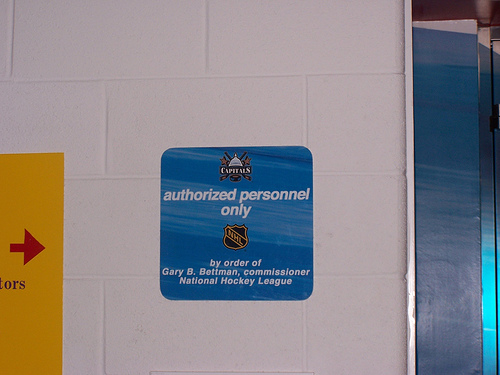 CAPITALS
authorized personnel
only
NHL
by order of
Gary B. Bettman, commissioner
National Hockey League
tors